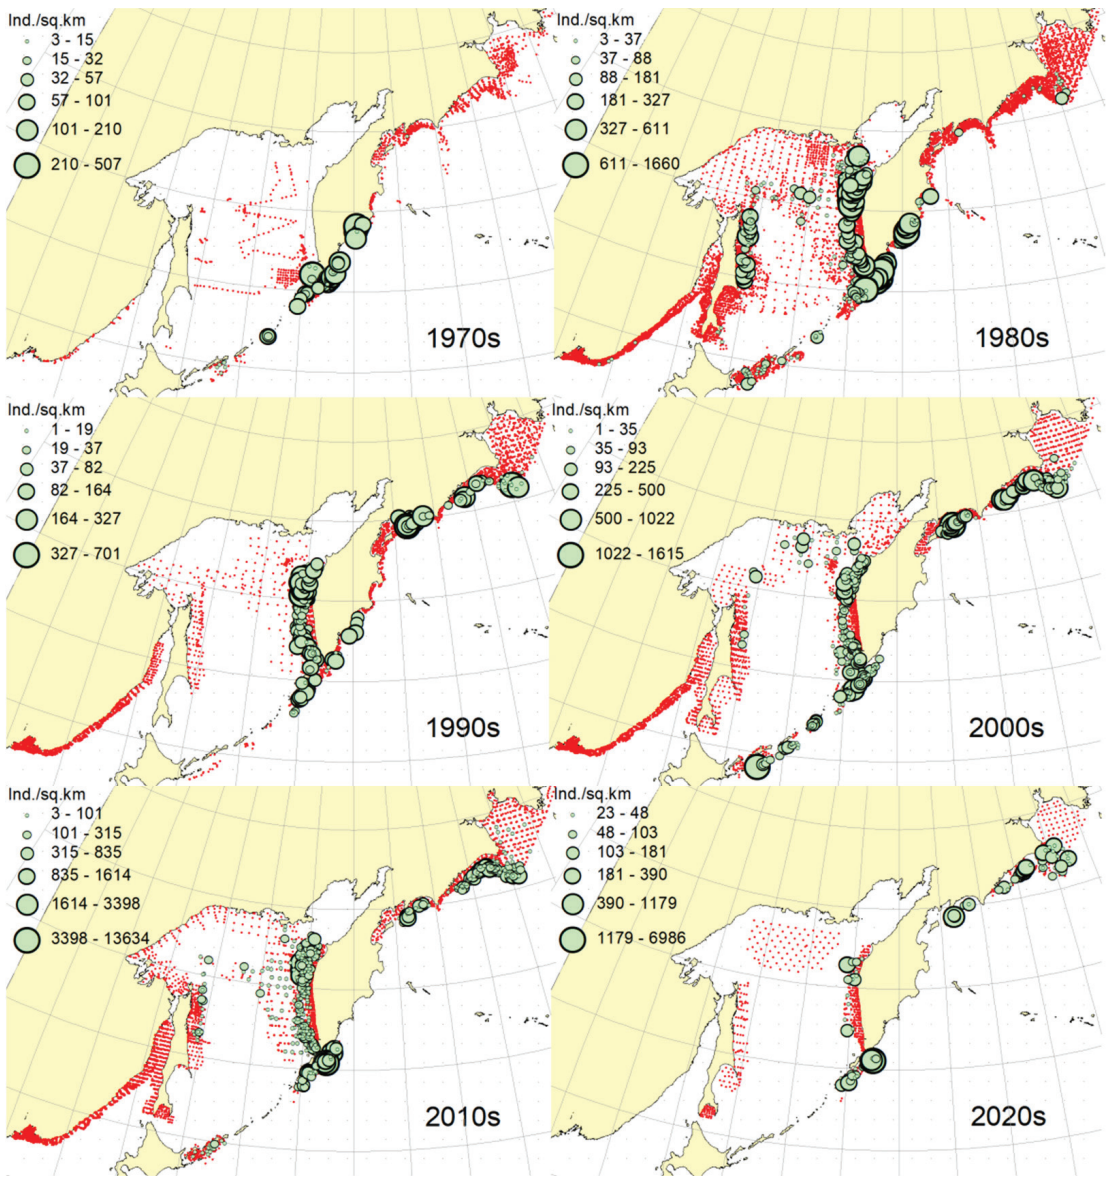 Ind./sq.km
3 - 15
15 - 32
32 - 57
57 - 101
101 - 210
210 - 507
1970s
Ind./sq.km
3 - 37
37 - 88
88 - 181
181 - 327
327 - 611
611 - 1660
1980s
Ind./sq.km
1 - 19
19 - 37
37 - 82
82 - 164
164 - 327
327 - 701
1990s
Ind./sq.km
1 - 35
35 - 93
93 - 225
225 - 500
500 - 1022
1022 - 1615
2000s
Ind./sq.km
3 - 101
101 - 315
315 - 835
835 - 1614
1614 - 3398
3398 - 13634
2010s
Ind./sq.km
23 - 48
48 - 103
103 - 181
181 - 390
390 - 1179
1179 - 6986
2020s